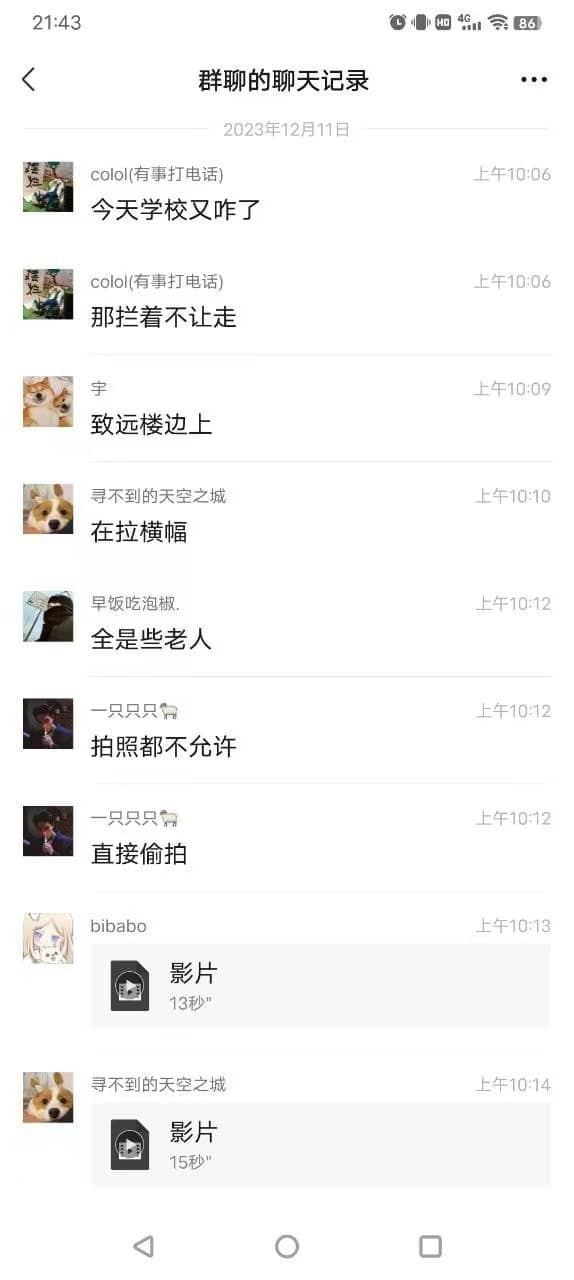 21:43
HD 4G 86
群聊的聊天记录
2023年12月11日
colol(有事打电话)
上午10:06
今天学校又咋了
colol(有事打电话)
上午10:06
那拦着不让走
宇
上午10:09
致远楼边上
寻不到的天空之城
上午10:10
在拉横幅
早饭吃泡椒.
上午10:12
全是些老人
一只只只🐑
上午10:12
拍照都不允许
一只只只🐑
上午10:12
直接偷拍
bibabo
上午10:13
影片
13秒"
寻不到的天空之城
上午10:14
影片
15秒"